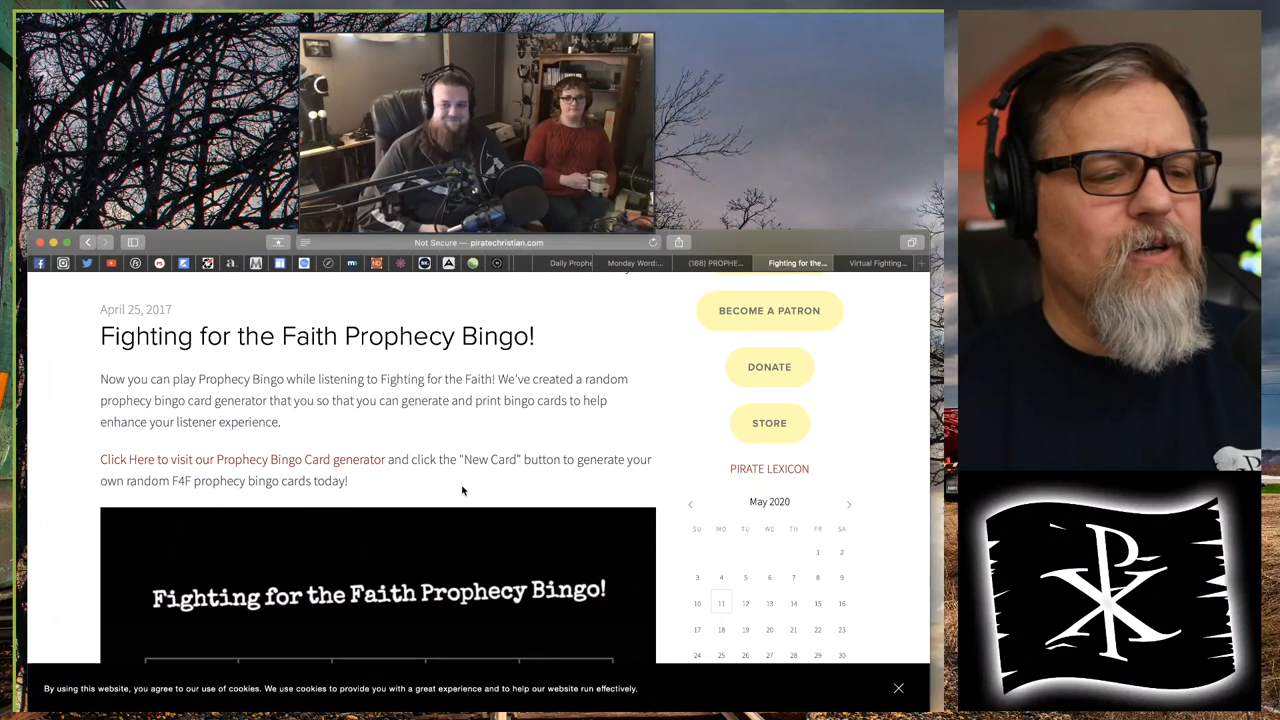 Not Secure — piratechristian.com
Daily Prophe
Monday Word:...
(168) PROPHE...
Fighting for the...
Virtual Fighting...
April 25, 2017
Fighting for the Faith Prophecy Bingo!
Now you can play Prophecy Bingo while listening to Fighting for the Faith! We've created a random
prophecy bingo card generator that you so that you can generate and print bingo cards to help
enhance your listener experience.
Click Here to visit our Prophecy Bingo Card generator and click the "New Card" button to generate your
own random F4F prophecy bingo cards today!
Fighting for the Faith Prophecy Bingo!
BECOME A PATRON
DONATE
STORE
PIRATE LEXICON
May 2020
SU MO TU WE TH FR SA
1 2
3 4 5 6 7 8 9
10 11 12 13 14 15 16
17 18 19 20 21 22 23
24 25 26 27 28 29 30
By using this website, you agree to our use of cookies. We use cookies to provide you with a great experience and to help our website run effectively.